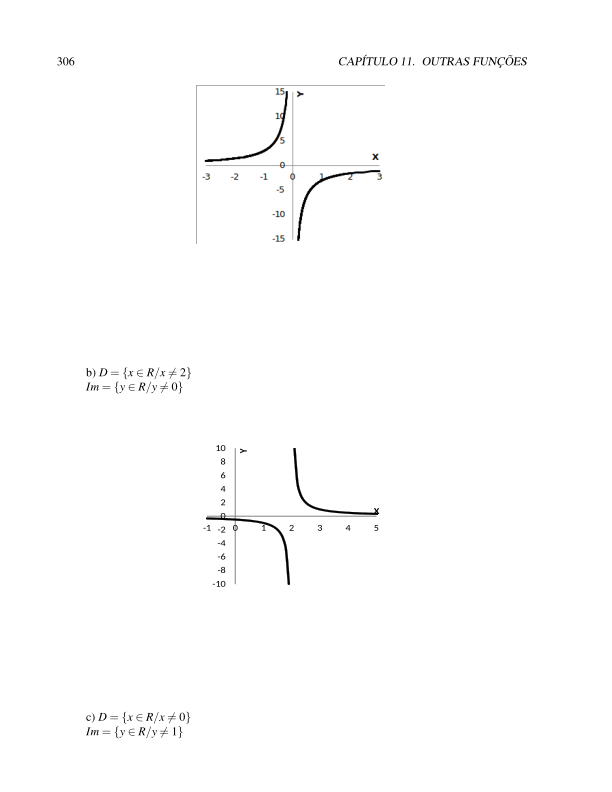 306 CAPÍTULO 11. OUTRAS FUNÇÕES
15 Y
10
5
X
0
-3 -2 -1 0 1 2 3
-5
-10
-15
b) D = {x ∈ R/x ≠ 2}
Im = {y ∈ R/y ≠ 0}
10 Y
8
6
4
2
0 X
-1 0 1 2 3 4 5
-2
-4
-6
-8
-10
c) D = {x ∈ R/x ≠ 0}
Im = {y ∈ R/y ≠ 1}